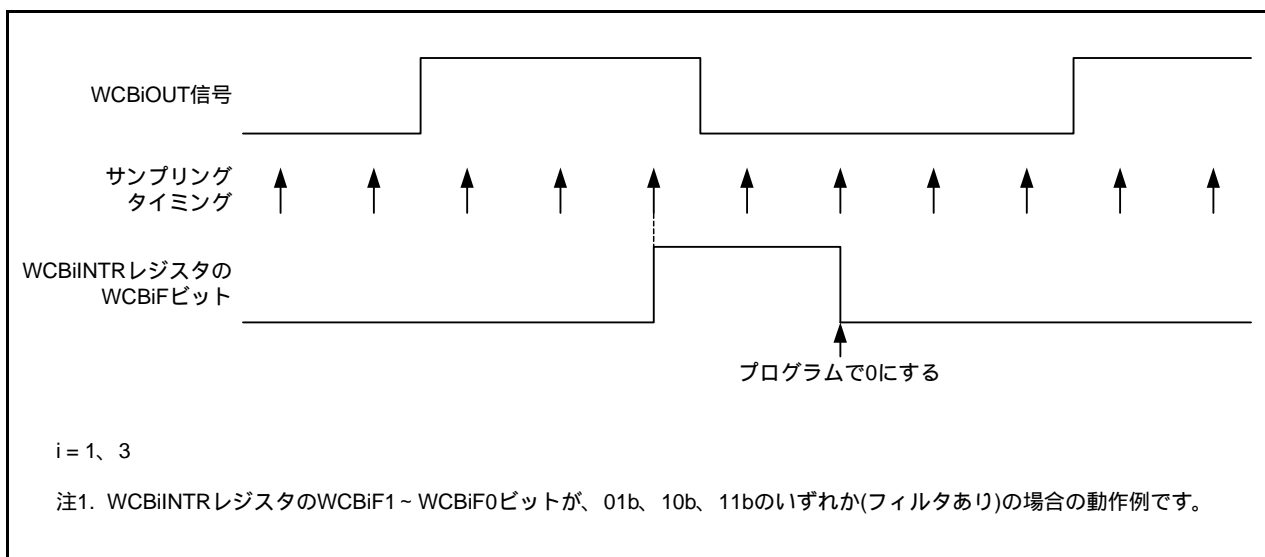 WCBiOUT信号
サンプリング
タイミング
WCBiINTRレジスタの
WCBiFビット
プログラムで0にする
i = 1、3
注1. WCBiINTRレジスタのWCBiF1 ~ WCBiF0ビットが、01b、10b、11bのいずれか(フィルタあり)の場合の動作例です。